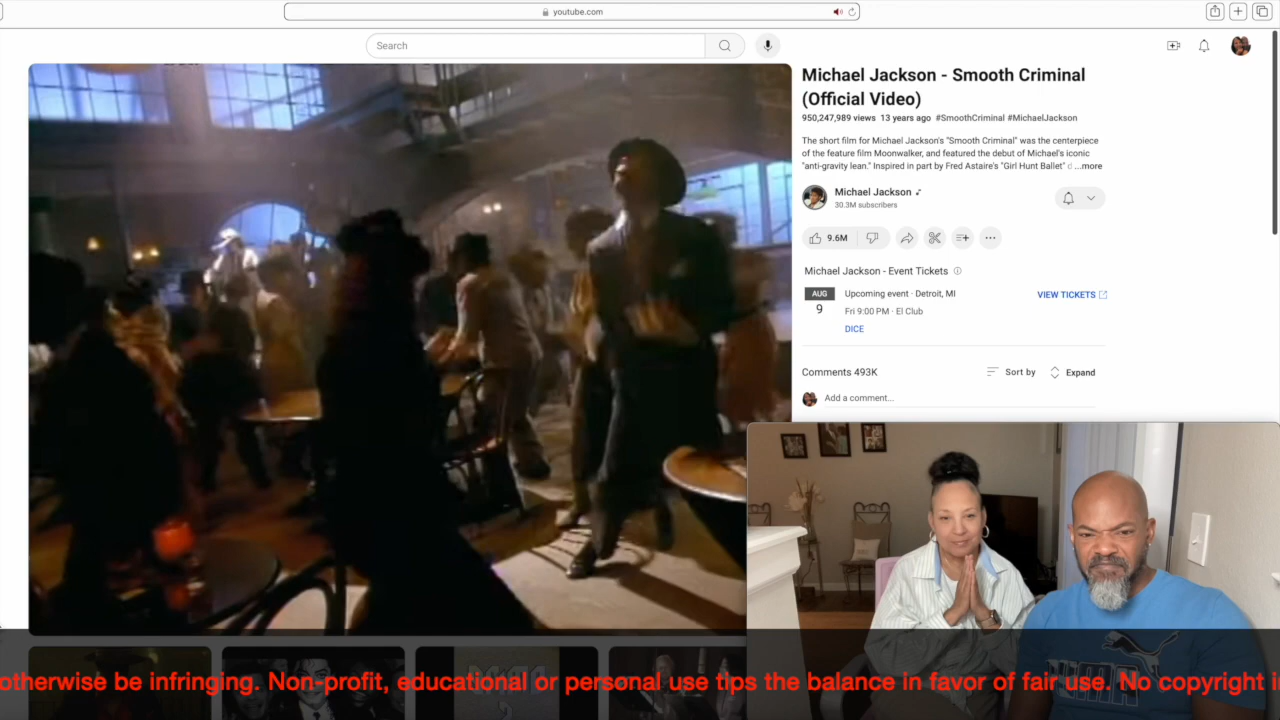 youtube.com
Search
Michael Jackson - Smooth Criminal
(Official Video)
950,247,989 views 13 years ago #SmoothCriminal #MichaelJackson
The short film for Michael Jackson's "Smooth Criminal" was the centerpiece
of the feature film Moonwalker, and featured the debut of Michael's iconic
"anti-gravity lean." Inspired in part by Fred Astaire's "Girl Hunt Ballet" d ...more
Michael Jackson
30.3M subscribers
9.6M
Michael Jackson - Event Tickets
AUG
9
Upcoming event · Detroit, MI
Fri 9:00 PM · El Club
DICE
VIEW TICKETS
Comments 493K
Sort by
Expand
Add a comment...
PUMA
otherwise be infringing. Non-profit, educational or personal use tips the balance in favor of fair use. No copyright i